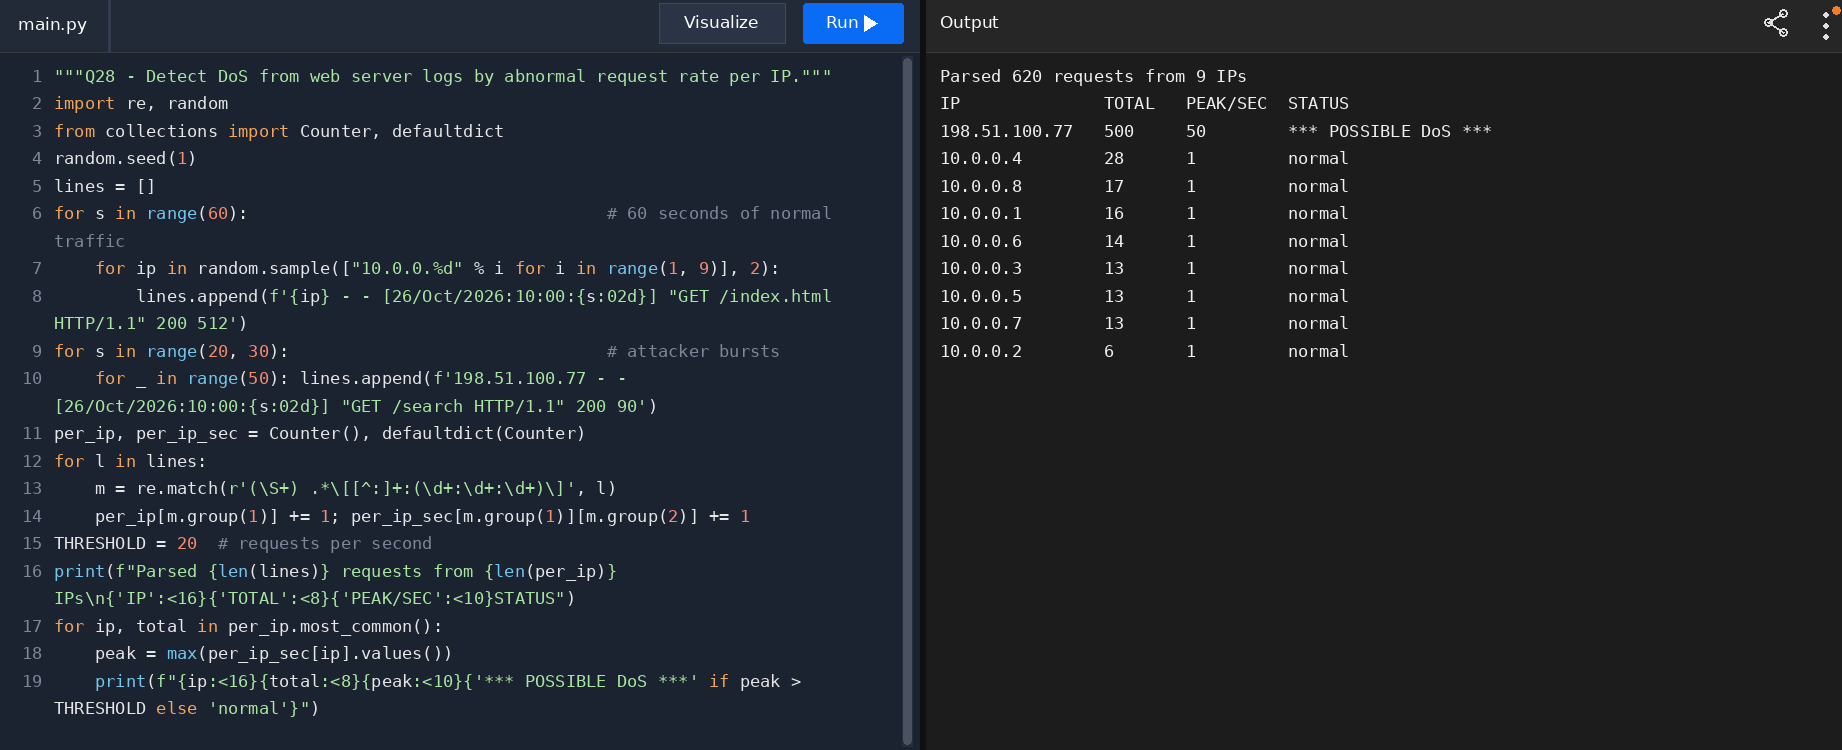 main.py
Visualize
Run
Output
1 """Q28 - Detect DoS from web server logs by abnormal request rate per IP."""
2 import re, random
3 from collections import Counter, defaultdict
4 random.seed(1)
5 lines = []
6 for s in range(60):                                   # 60 seconds of normal
traffic
7     for ip in random.sample(["10.0.0.%d" % i for i in range(1, 9)], 2):
8         lines.append(f'{ip} - - [26/Oct/2026:10:00:{s:02d}] "GET /index.html
HTTP/1.1" 200 512')
9 for s in range(20, 30):                               # attacker bursts
10     for _ in range(50): lines.append(f'198.51.100.77 - -
[26/Oct/2026:10:00:{s:02d}] "GET /search HTTP/1.1" 200 90')
11 per_ip, per_ip_sec = Counter(), defaultdict(Counter)
12 for l in lines:
13     m = re.match(r'(\S+) .*\[[^:]+:(\d+:\d+:\d+)\]', l)
14     per_ip[m.group(1)] += 1; per_ip_sec[m.group(1)][m.group(2)] += 1
15 THRESHOLD = 20  # requests per second
16 print(f"Parsed {len(lines)} requests from {len(per_ip)}
IPs\n{'IP':<16}{'TOTAL':<8}{'PEAK/SEC':<10}STATUS")
17 for ip, total in per_ip.most_common():
18     peak = max(per_ip_sec[ip].values())
19     print(f"{ip:<16}{total:<8}{peak:<10}{'*** POSSIBLE DoS ***' if peak >
THRESHOLD else 'normal'}")
Parsed 620 requests from 9 IPs
IP              TOTAL   PEAK/SEC  STATUS
198.51.100.77   500     50        *** POSSIBLE DoS ***
10.0.0.4        28      1         normal
10.0.0.8        17      1         normal
10.0.0.1        16      1         normal
10.0.0.6        14      1         normal
10.0.0.3        13      1         normal
10.0.0.5        13      1         normal
10.0.0.7        13      1         normal
10.0.0.2        6       1         normal